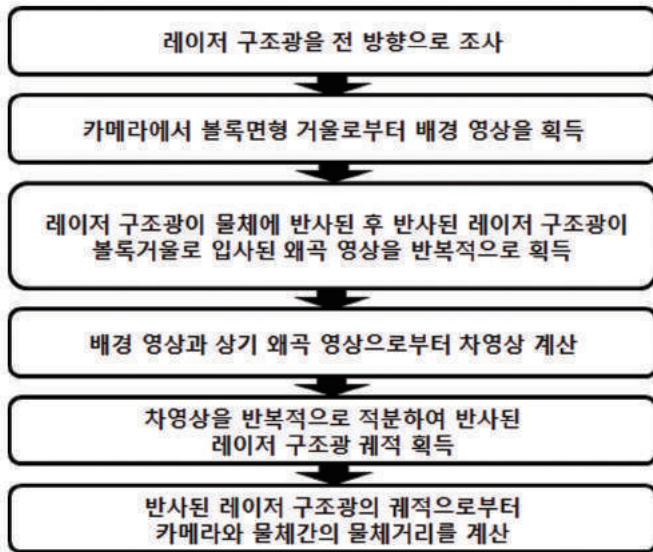 레이저 구조광을 전 방향으로 조사
카메라에서 볼록면형 거울로부터 배경 영상을 획득
레이저 구조광이 물체에 반사된 후 반사된 레이저 구조광이
볼록거울로 입사된 왜곡 영상을 반복적으로 획득
배경 영상과 상기 왜곡 영상으로부터 차영상 계산
차영상을 반복적으로 적분하여 반사된
레이저 구조광 궤적 획득
반사된 레이저 구조광의 궤적으로부터
카메라와 물체간의 물체거리를 계산